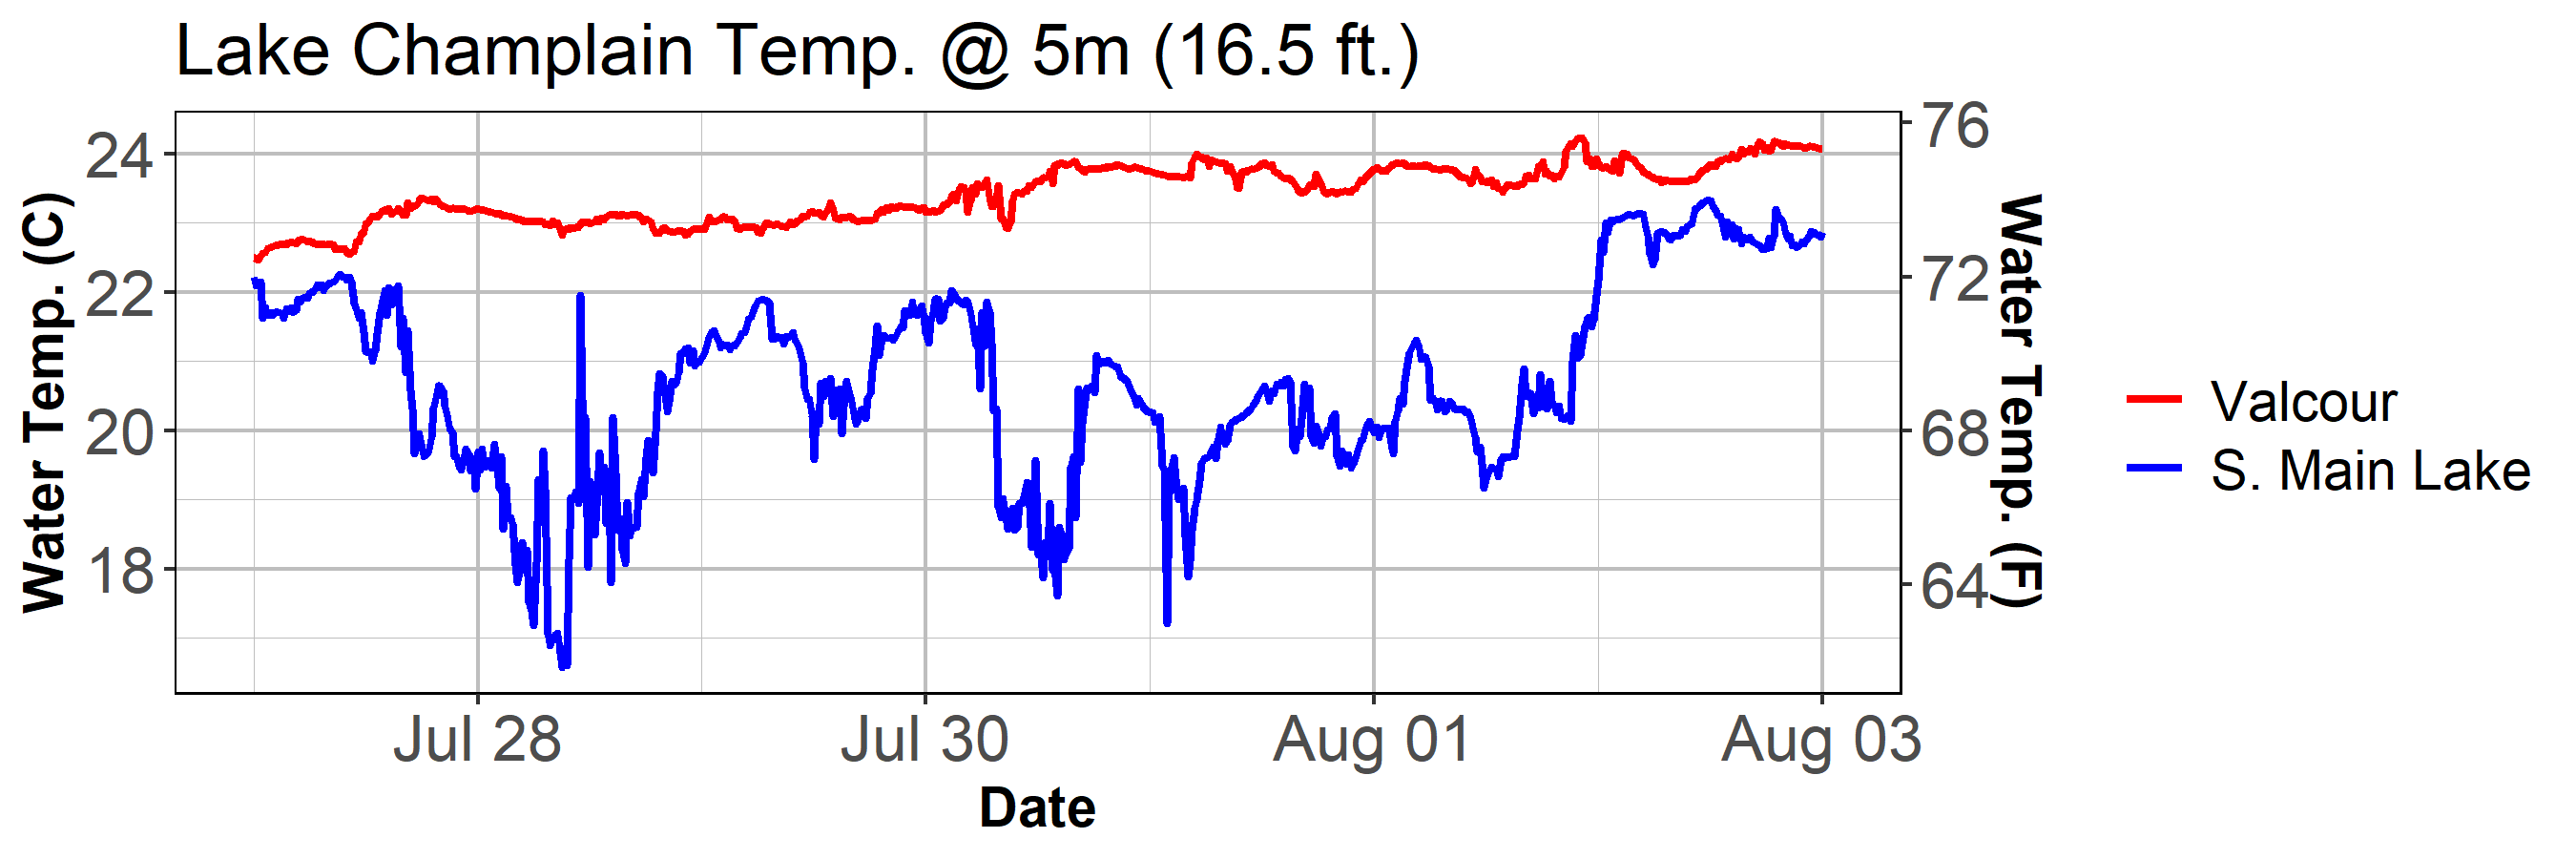 Lake Champlain Temp. @ 5m (16.5 ft.)
Water Temp. (C)
24
22
20
18
76
72
68
64
Water Temp. (F)
Jul 28
Jul 30
Aug 01
Aug 03
Date
Valcour
S. Main Lake